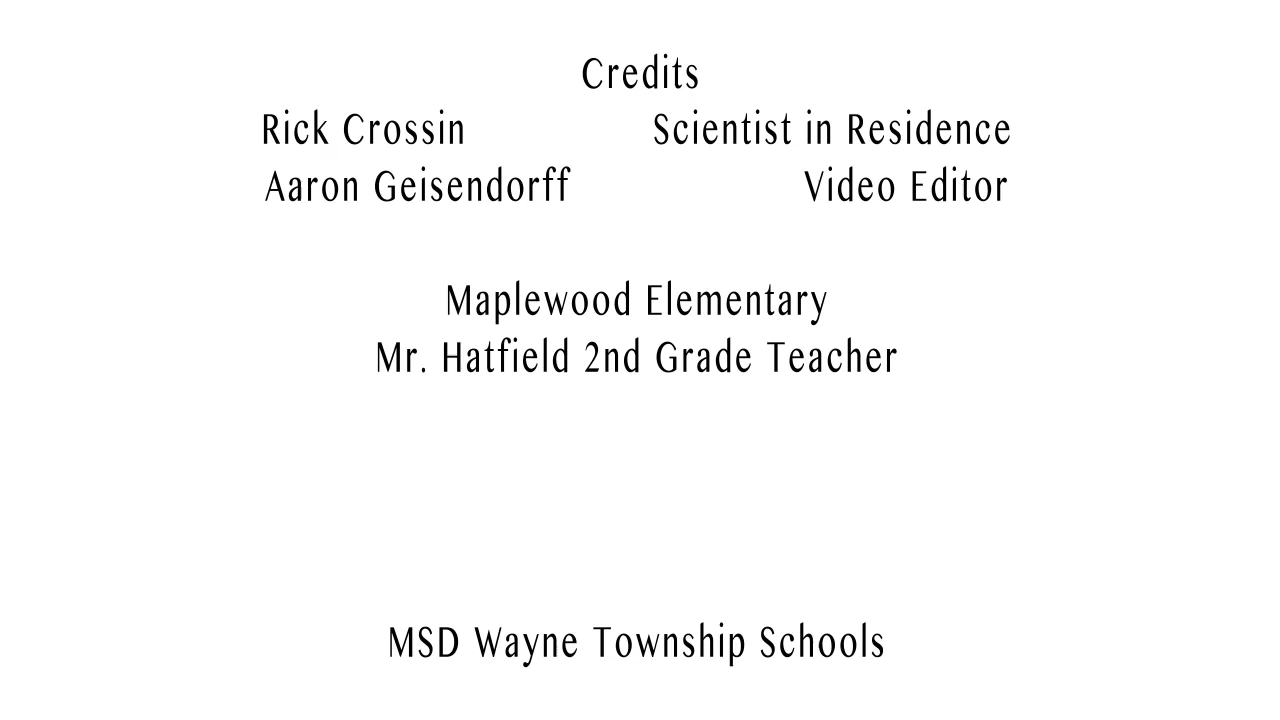 Credits
Rick Crossin Scientist in Residence
Aaron Geisendorff Video Editor
Maplewood Elementary
Mr. Hatfield 2nd Grade Teacher
MSD Wayne Township Schools